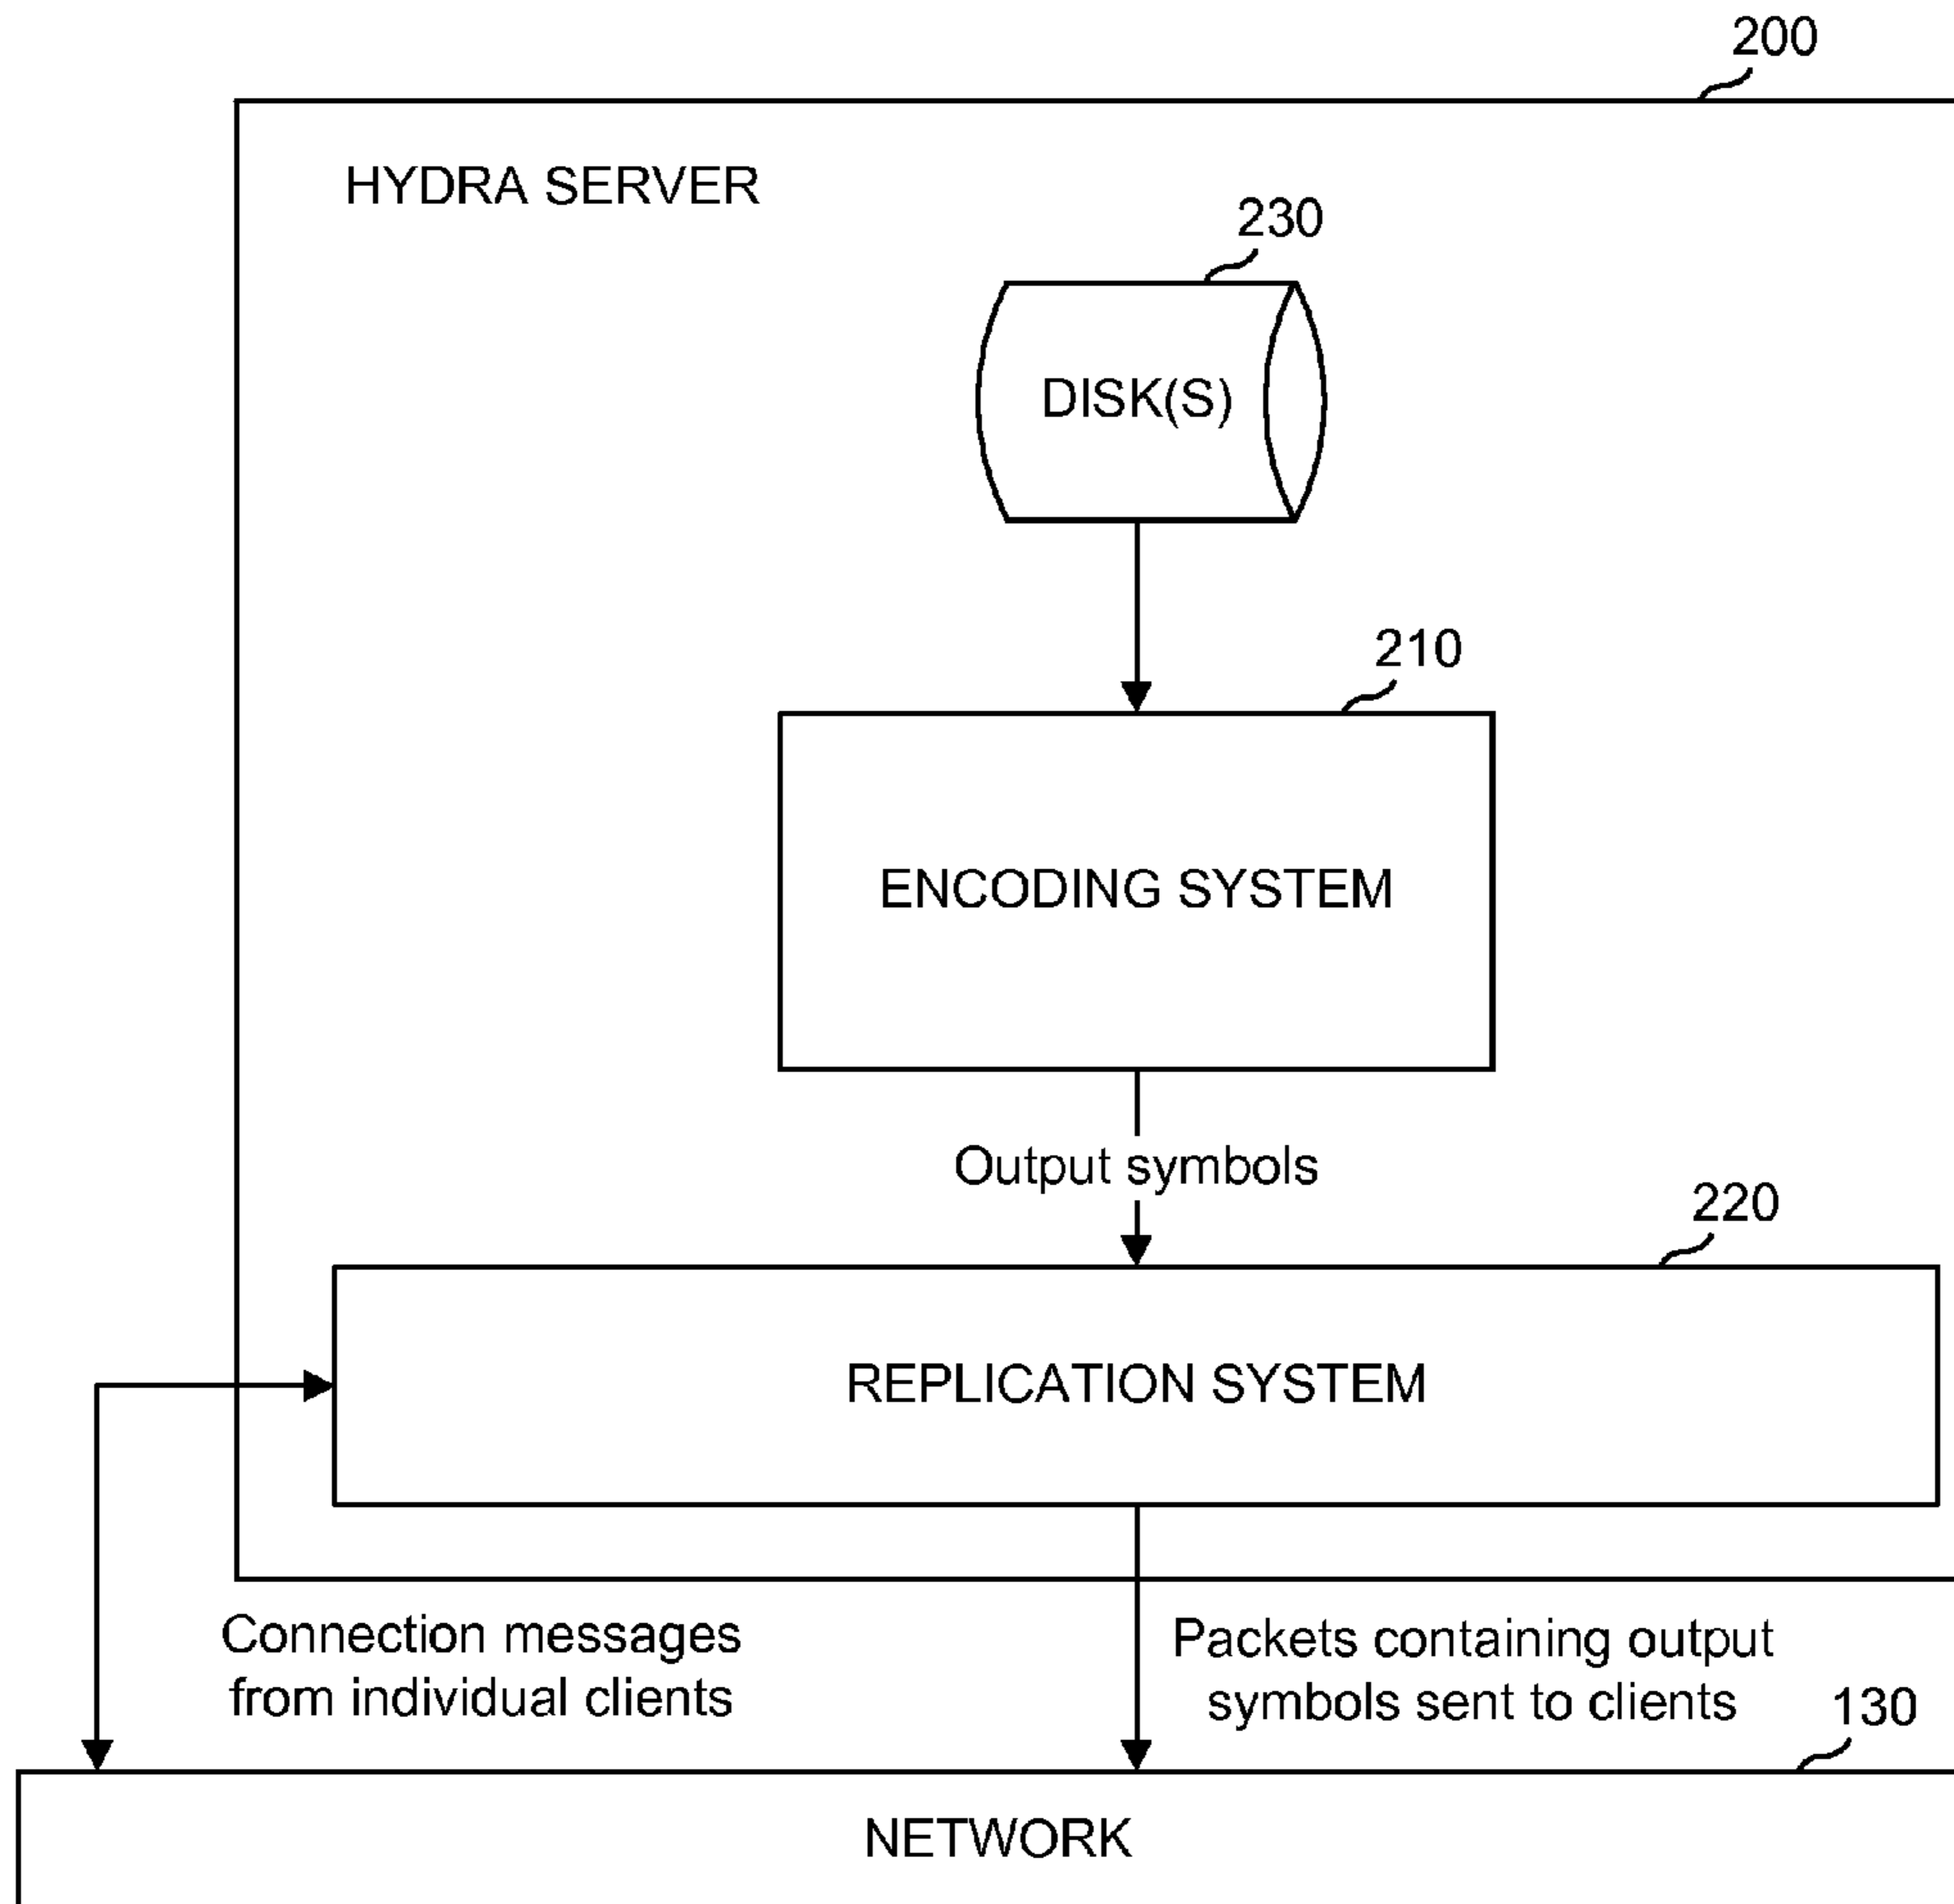 200
HYDRA SERVER
230
DISK(S)
210
ENCODING SYSTEM
Output symbols
220
REPLICATION SYSTEM
Connection messages
from individual clients
Packets containing output
symbols sent to clients
130
NETWORK